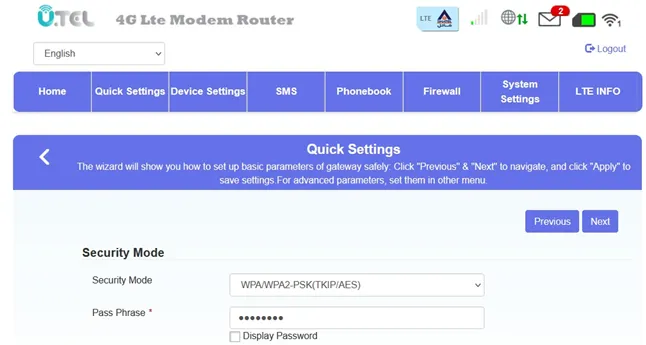 U.TEL 4G Lte Modem Router
LTE
2
1
English
Logout
Home Quick Settings Device Settings SMS Phonebook Firewall System Settings LTE INFO
Quick Settings
The wizard will show you how to set up basic parameters of gateway safely: Click "Previous" & "Next" to navigate, and click "Apply" to
save settings.For advanced parameters, set them in other menu.
Previous Next
Security Mode
Security Mode WPA/WPA2-PSK(TKIP/AES)
Pass Phrase * ●●●●●●●●
Display Password